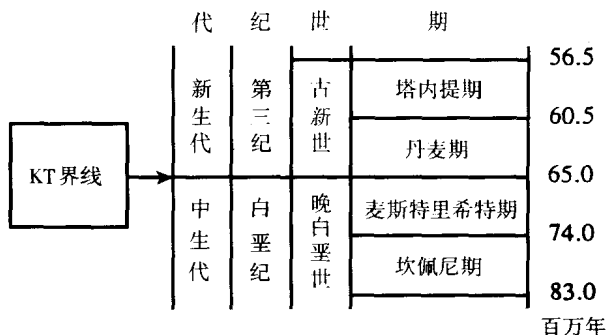 代 纪 世 期
56.5
新生代
第三纪
古新世
塔内提期
60.5
丹麦期
KT界线
65.0
中生代
白垩纪
晚白垩世
麦斯特里希特期
74.0
坎佩尼期
83.0
百万年